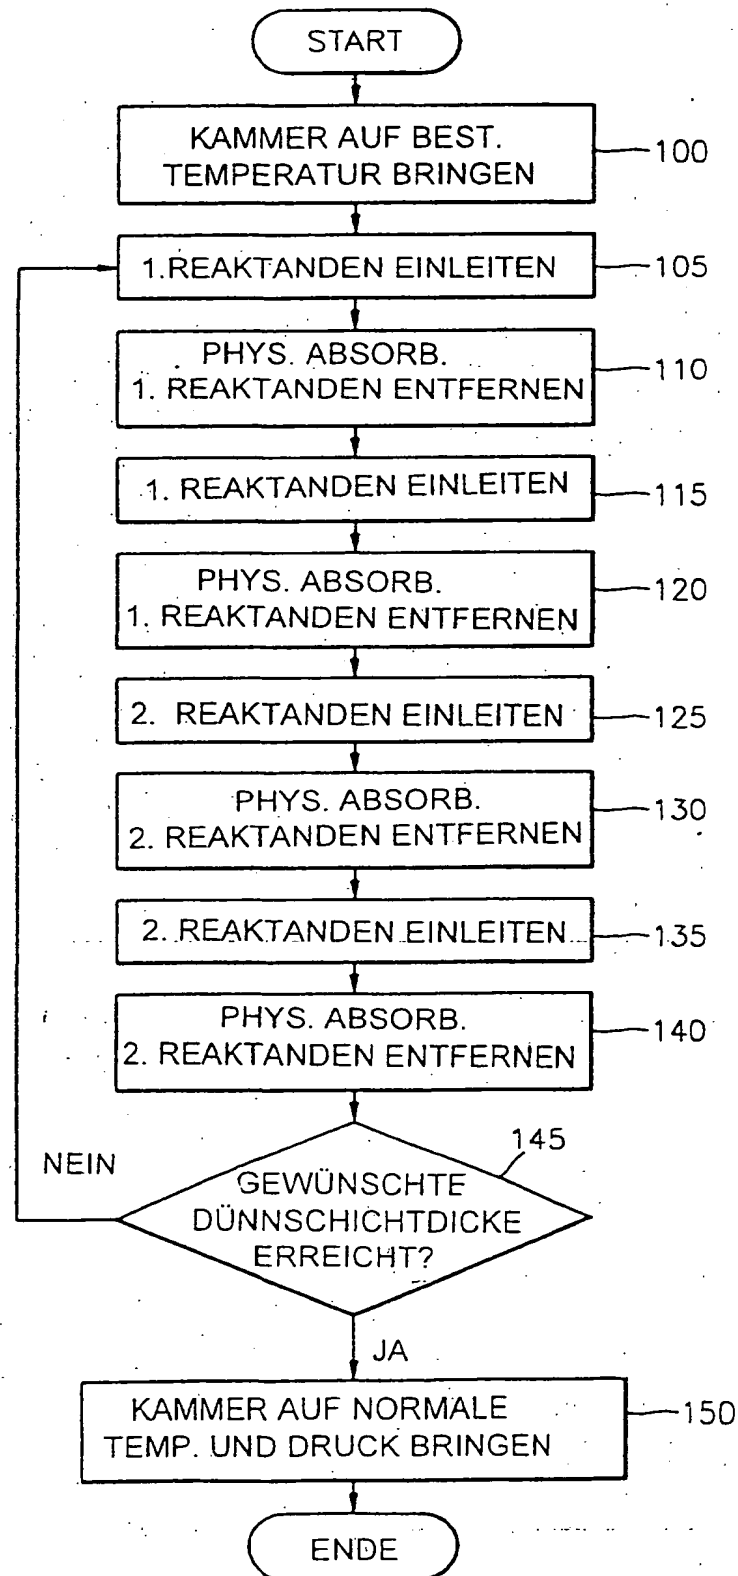 START
KAMMER AUF BEST.
TEMPERATUR BRINGEN
100
1.REAKTANDEN EINLEITEN
105
PHYS. ABSORB.
1. REAKTANDEN ENTFERNEN
110
1. REAKTANDEN EINLEITEN
115
PHYS. ABSORB.
1. REAKTANDEN ENTFERNEN
120
2. REAKTANDEN EINLEITEN
125
PHYS. ABSORB.
2. REAKTANDEN ENTFERNEN
130
2. REAKTANDEN EINLEITEN
135
PHYS. ABSORB.
2. REAKTANDEN ENTFERNEN
140
145
NEIN
GEWÜNSCHTE
DÜNNSCHICHTDICKE
ERREICHT?
JA
KAMMER AUF NORMALE
TEMP. UND DRUCK BRINGEN
150
ENDE